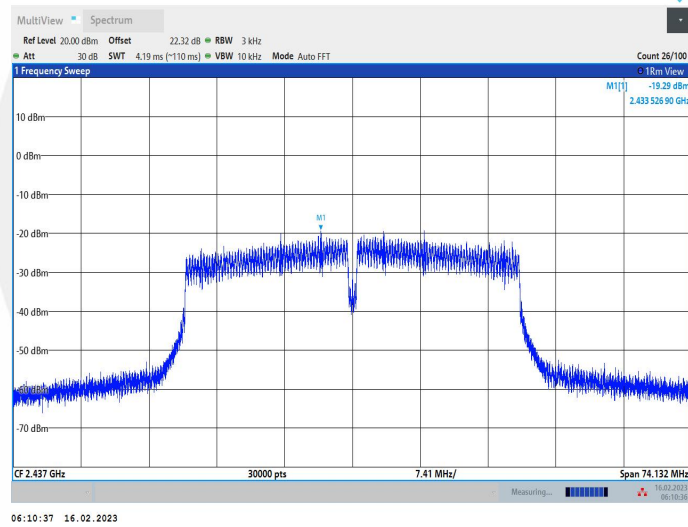 MultiView Spectrum
Ref Level 20.00 dBm Offset 22.32 dB RBW 3 kHz
Att 30 dB SWT 4.19 ms (~110 ms) VBW 10 kHz Mode Auto FFT Count 26/100
1 Frequency Sweep 1Rm View
M1[1] -19.29 dBm
2.433 526 90 GHz
10 dBm
0 dBm
-10 dBm
M1
-20 dBm
-30 dBm
-40 dBm
-50 dBm
-60 dBm
-70 dBm
CF 2.437 GHz 30000 pts 7.41 MHz/ Span 74.132 MHz
Measuring... 16.02.2023
06:10:36
06:10:37 16.02.2023